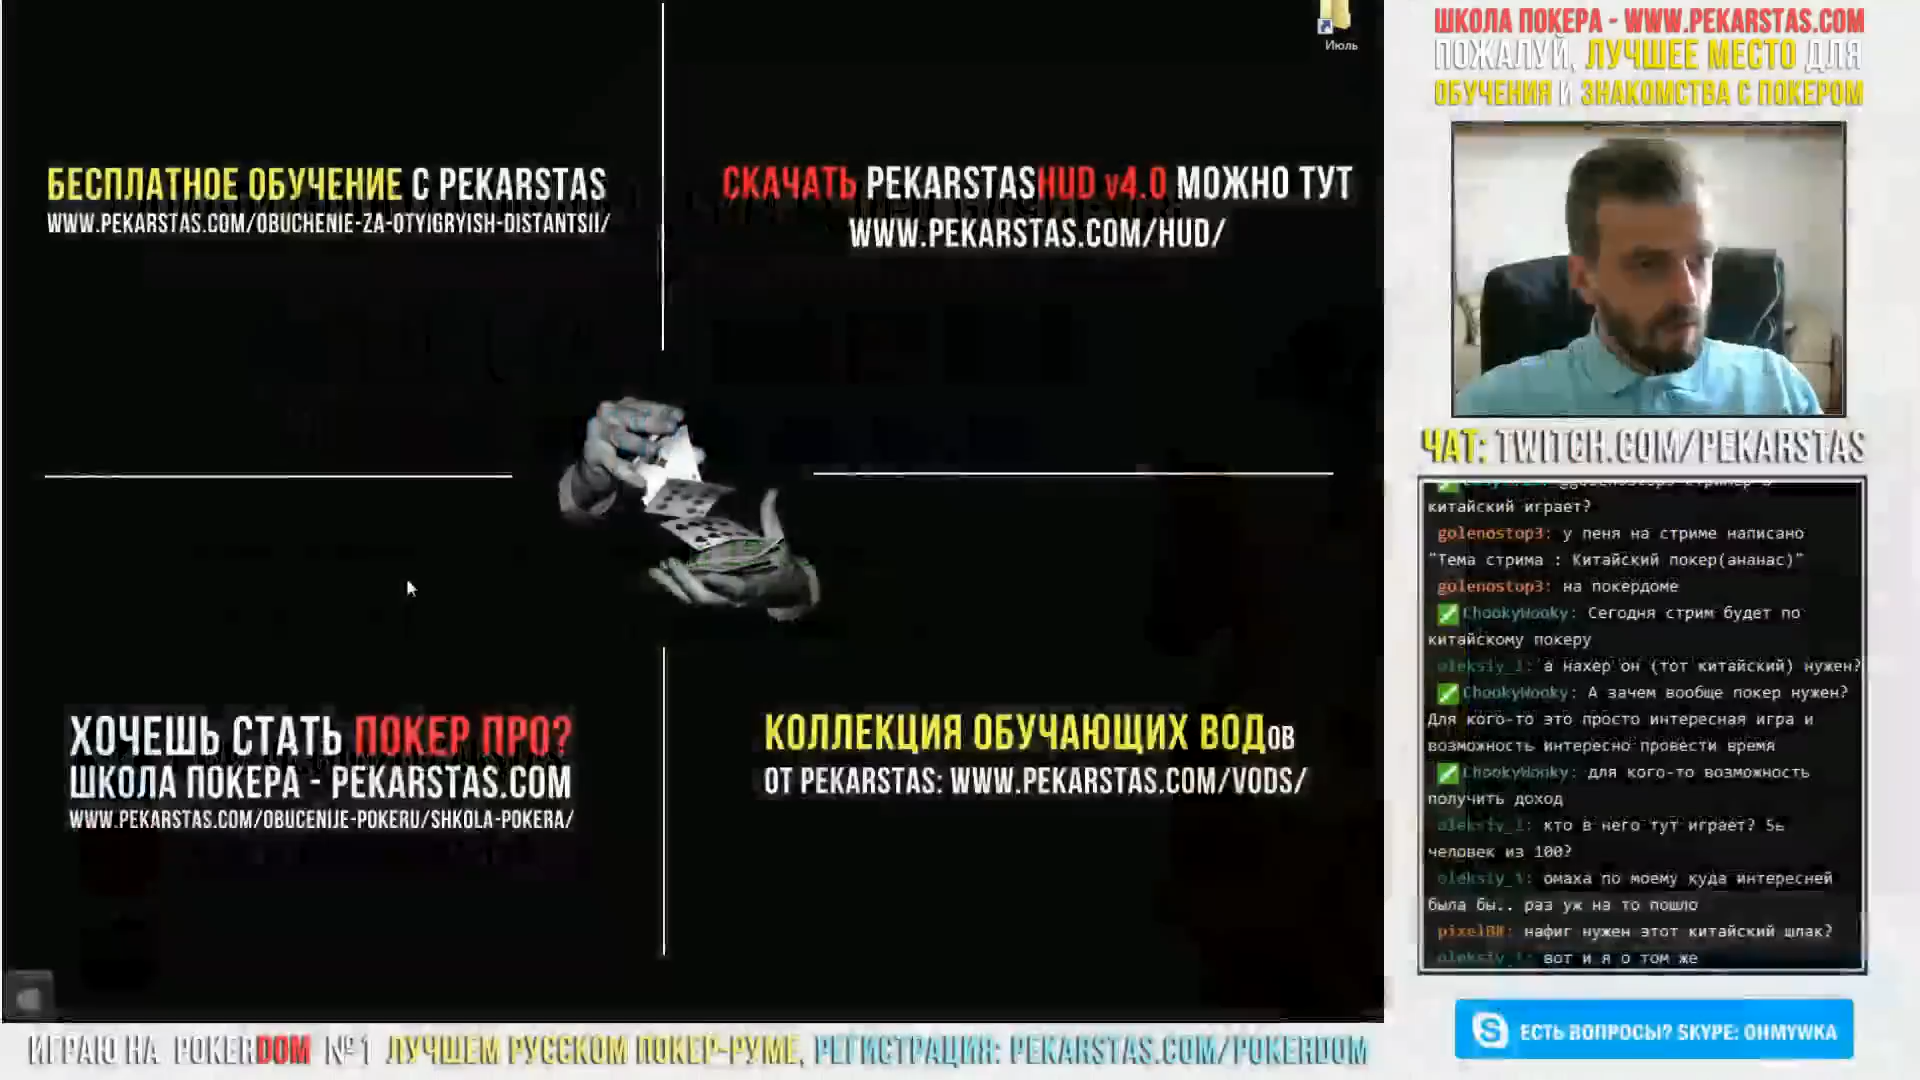 Июль
БЕСПЛАТНОЕ ОБУЧЕНИЕ С PEKARSTAS
WWW.PEKARSTAS.COM/OBUCHENIE-ZA-OTYIGRYISH-DISTANTSII/
СКАЧАТЬ PEKARSTASHUD v4.0 МОЖНО ТУТ
WWW.PEKARSTAS.COM/HUD/
ХОЧЕШЬ СТАТЬ ПОКЕР ПРО?
ШКОЛА ПОКЕРА - PEKARSTAS.COM
WWW.PEKARSTAS.COM/OBUCENIJE-POKERU/SHKOLA-POKERA/
КОЛЛЕКЦИЯ ОБУЧАЮЩИХ ВОДОВ
ОТ PEKARSTAS: WWW.PEKARSTAS.COM/VODS/
ИГРАЮ НА POKERDOM №1 ЛУЧШЕМ РУССКОМ ПОКЕР-РУМЕ, РЕГИСТРАЦИЯ: PEKARSTAS.COM/POKERDOM
ШКОЛА ПОКЕРА - WWW.PEKARSTAS.COM
ПОЖАЛУЙ, ЛУЧШЕЕ МЕСТО ДЛЯ
ОБУЧЕНИЯ И ЗНАКОМСТВА С ПОКЕРОМ
ЧАТ: TWITCH.COM/PEKARSTAS
китайский играет?
golenostop3: у пеня на стриме написано
"Тема стрима : Китайский покер(ананас)"
golenostop3: на покердоме
ChookyWooky: Сегодня стрим будет по
китайскому покеру
а нахер он (тот китайский) нужен?
ChookyWooky: А зачем вообще покер нужен?
Для кого-то это просто интересная игра и
возможность интересно провести время
ChookyWooky: для кого-то возможность
получить доход
кто в него тут играет? 5ь
человек из 100?
омаха по моему куда интересней
была бы.. раз уж на то пошло
нафиг нужен этот китайский шлак?
вот и я о том же
ЕСТЬ ВОПРОСЫ? SKYPE: OHMYWKA